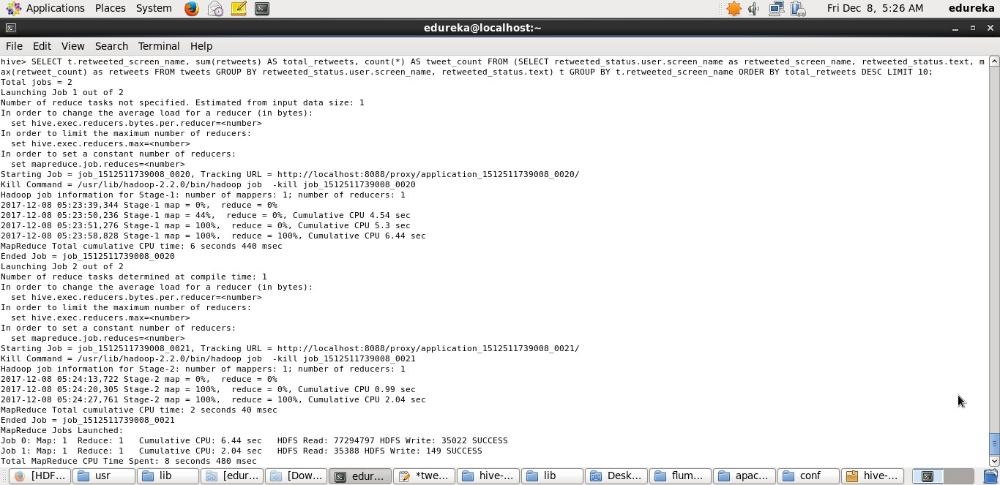 Applications Places System Fri Dec 8, 5:26 AM edureka
edureka@localhost:~
File Edit View Search Terminal Help
hive> SELECT t.retweeted_screen_name, sum(retweets) AS total_retweets, count(*) AS tweet_count FROM (SELECT retweeted_status.user.screen_name as retweeted_screen_name, retweeted_status.text, m
ax(retweet_count) as retweets FROM tweets GROUP BY retweeted_status.user.screen_name, retweeted_status.text) t GROUP BY t.retweeted_screen_name ORDER BY total_retweets DESC LIMIT 10;
Total jobs = 2
Launching Job 1 out of 2
Number of reduce tasks not specified. Estimated from input data size: 1
In order to change the average load for a reducer (in bytes):
  set hive.exec.reducers.bytes.per.reducer=<number>
In order to limit the maximum number of reducers:
  set hive.exec.reducers.max=<number>
In order to set a constant number of reducers:
  set mapreduce.job.reduces=<number>
Starting Job = job_1512511739008_0020, Tracking URL = http://localhost:8088/proxy/application_1512511739008_0020/
Kill Command = /usr/lib/hadoop-2.2.0/bin/hadoop job  -kill job_1512511739008_0020
Hadoop job information for Stage-1: number of mappers: 1; number of reducers: 1
2017-12-08 05:23:39,344 Stage-1 map = 0%,  reduce = 0%
2017-12-08 05:23:50,236 Stage-1 map = 44%,  reduce = 0%, Cumulative CPU 4.54 sec
2017-12-08 05:23:51,276 Stage-1 map = 100%,  reduce = 0%, Cumulative CPU 5.3 sec
2017-12-08 05:23:58,828 Stage-1 map = 100%,  reduce = 100%, Cumulative CPU 6.44 sec
MapReduce Total cumulative CPU time: 6 seconds 440 msec
Ended Job = job_1512511739008_0020
Launching Job 2 out of 2
Number of reduce tasks determined at compile time: 1
In order to change the average load for a reducer (in bytes):
  set hive.exec.reducers.bytes.per.reducer=<number>
In order to limit the maximum number of reducers:
  set hive.exec.reducers.max=<number>
In order to set a constant number of reducers:
  set mapreduce.job.reduces=<number>
Starting Job = job_1512511739008_0021, Tracking URL = http://localhost:8088/proxy/application_1512511739008_0021/
Kill Command = /usr/lib/hadoop-2.2.0/bin/hadoop job  -kill job_1512511739008_0021
Hadoop job information for Stage-2: number of mappers: 1; number of reducers: 1
2017-12-08 05:24:13,722 Stage-2 map = 0%,  reduce = 0%
2017-12-08 05:24:20,305 Stage-2 map = 100%,  reduce = 0%, Cumulative CPU 0.99 sec
2017-12-08 05:24:27,761 Stage-2 map = 100%,  reduce = 100%, Cumulative CPU 2.04 sec
MapReduce Total cumulative CPU time: 2 seconds 40 msec
Ended Job = job_1512511739008_0021
MapReduce Jobs Launched:
Job 0: Map: 1  Reduce: 1   Cumulative CPU: 6.44 sec   HDFS Read: 77294797 HDFS Write: 35022 SUCCESS
Job 1: Map: 1  Reduce: 1   Cumulative CPU: 2.04 sec   HDFS Read: 35388 HDFS Write: 149 SUCCESS
Total MapReduce CPU Time Spent: 8 seconds 480 msec
[HDF... usr lib [edur... [Dow... edur... *twe... hive-... lib Desk... flum... apac... conf hive-...